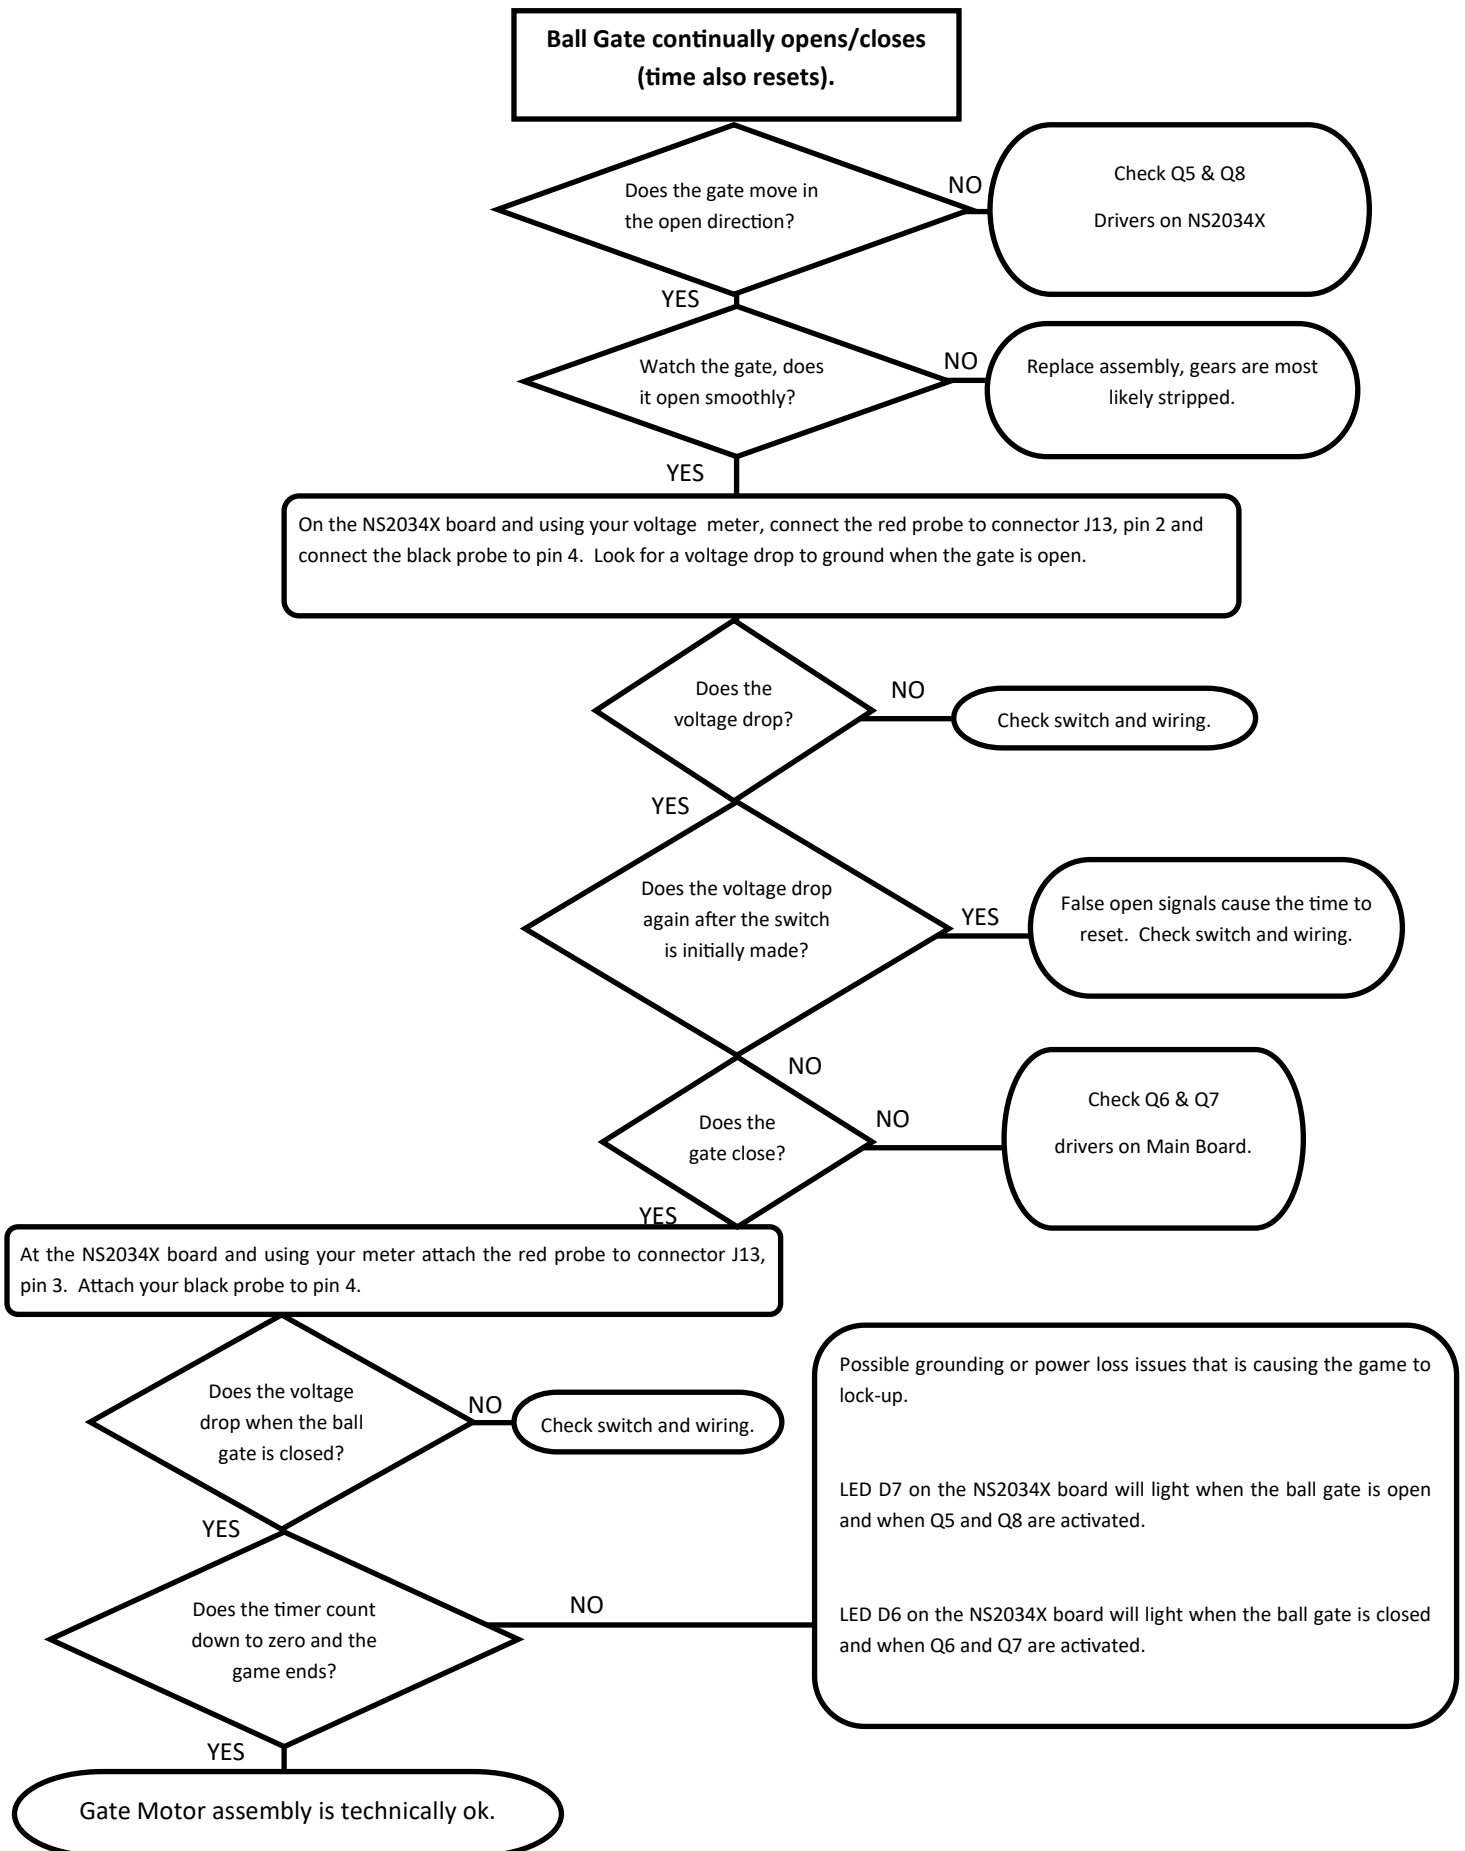 Ball Gate continually opens/closes
(time also resets).
Does the gate move in
the open direction?
NO
Check Q5 & Q8
Drivers on NS2034X
YES
Watch the gate, does
it open smoothly?
NO
Replace assembly, gears are most
likely stripped.
YES
On the NS2034X board and using your voltage meter, connect the red probe to connector J13, pin 2 and
connect the black probe to pin 4. Look for a voltage drop to ground when the gate is open.
Does the
voltage drop?
NO
Check switch and wiring.
YES
Does the voltage drop
again after the switch
is initially made?
YES
False open signals cause the time to
reset. Check switch and wiring.
NO
Does the
gate close?
NO
Check Q6 & Q7
drivers on Main Board.
YES
At the NS2034X board and using your meter attach the red probe to connector J13,
pin 3. Attach your black probe to pin 4.
Does the voltage
drop when the ball
gate is closed?
NO
Check switch and wiring.
YES
Does the timer count
down to zero and the
game ends?
NO
Possible grounding or power loss issues that is causing the game to
lock-up.
LED D7 on the NS2034X board will light when the ball gate is open
and when Q5 and Q8 are activated.
LED D6 on the NS2034X board will light when the ball gate is closed
and when Q6 and Q7 are activated.
YES
Gate Motor assembly is technically ok.